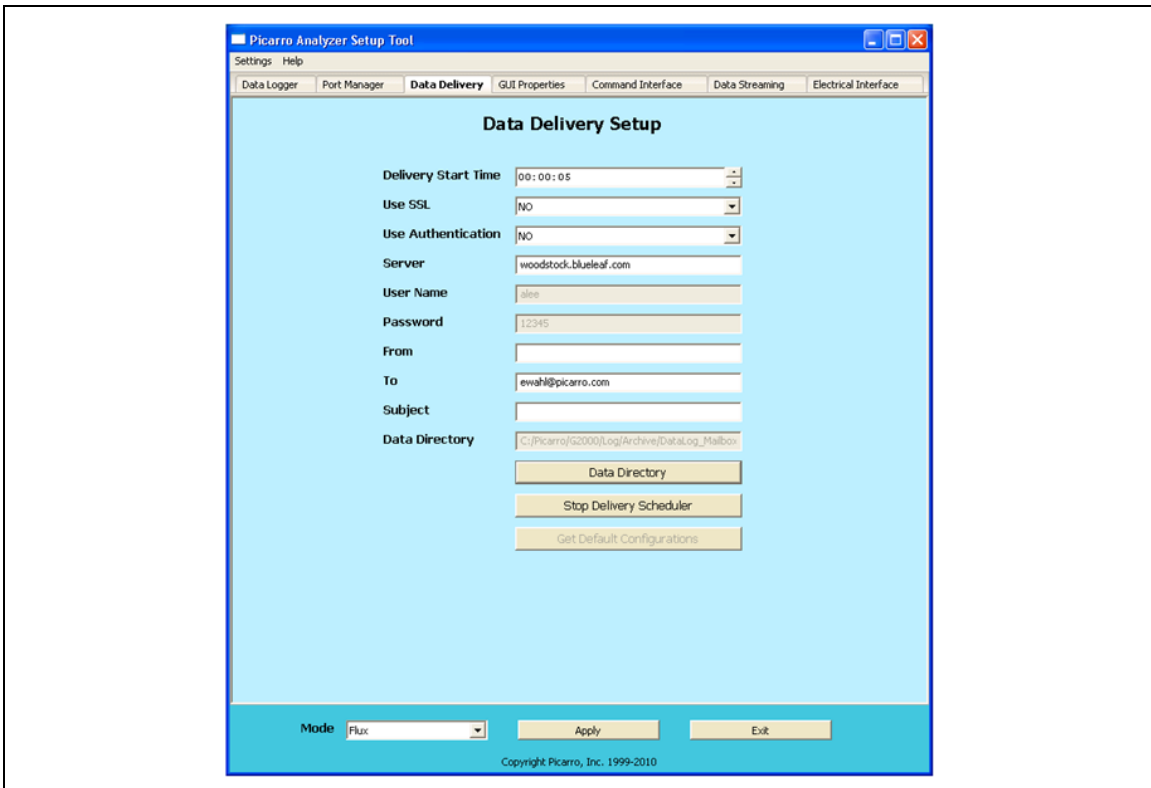 Picarro Analyzer Setup Tool
Settings Help
Data Logger Port Manager Data Delivery GUI Properties Command Interface Data Streaming Electrical Interface
Data Delivery Setup
Delivery Start Time 00:00:05
Use SSL NO
Use Authentication NO
Server woodstock.blueleaf.com
User Name alee
Password 12345
From
To ewahl@picarro.com
Subject
Data Directory C:/Picarro/G2000/Log/Archive/DataLog_Mailbox
Data Directory
Stop Delivery Scheduler
Get Default Configurations
Mode Flux Apply Exit
Copyright Picarro, Inc. 1999-2010